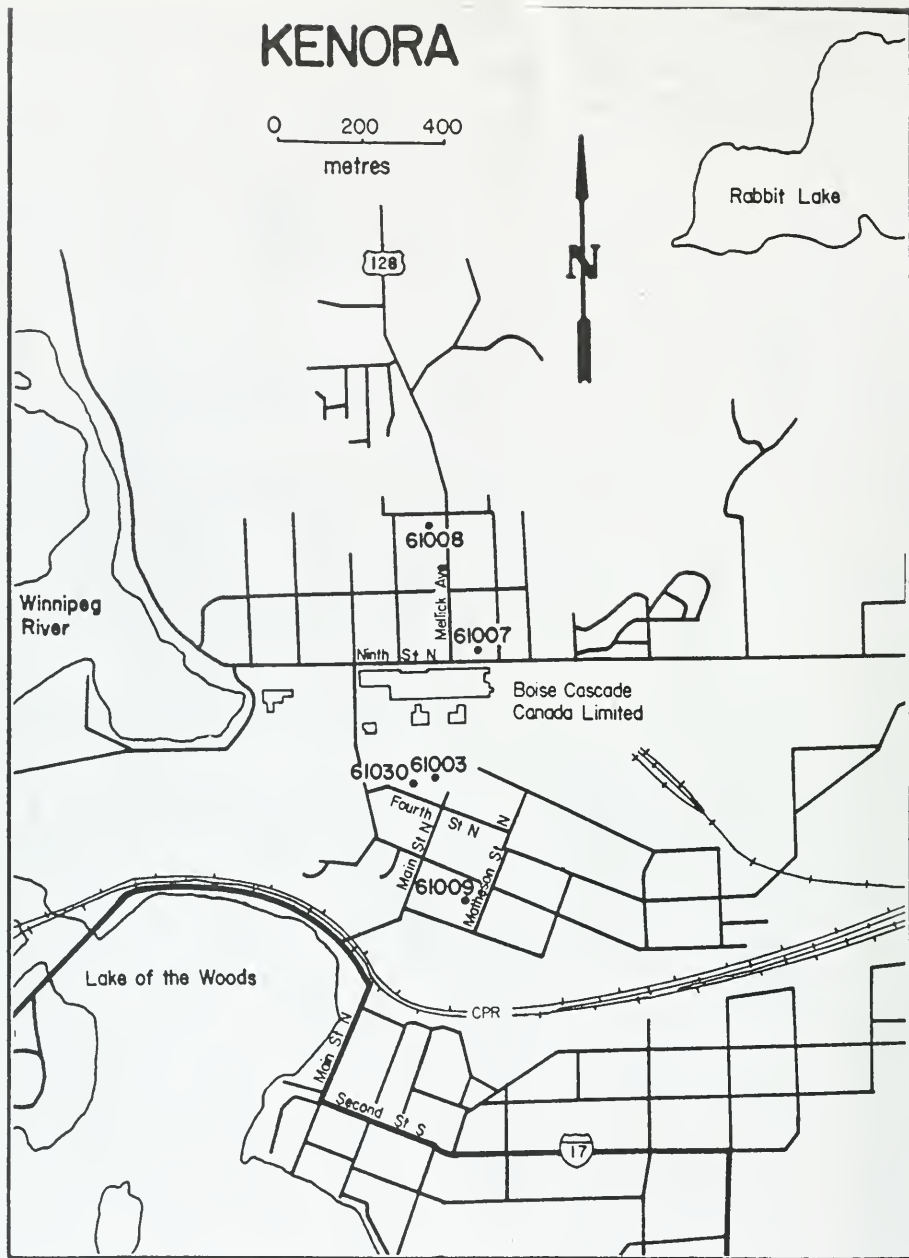 KENORA
0 200 400
metres
Rabbit Lake
128
N
61008
Mellick Ave
Winnipeg
River
61007
Ninth St N
Boise Cascade
Canada Limited
61030 61003
Fourth St N
Main St N
Matheson St N
61009
Lake of the Woods
CPR
Main St N
Second St S
17